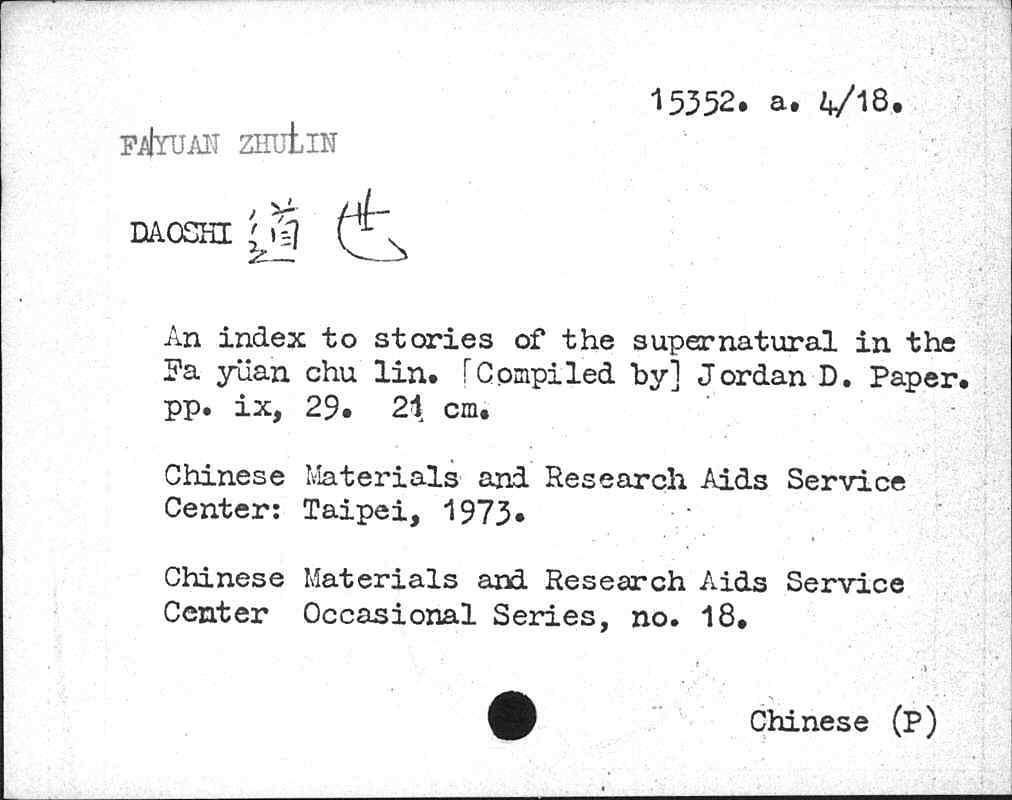 15352. a. 4/18.
FAYUAN ZHULIN
DAOSHI 道世
An index to stories of the supernatural in the
Fa yüan chu lin. [Compiled by] Jordan D. Paper.
pp. ix, 29. 21 cm.
Chinese Materials and Research Aids Service
Center: Taipei, 1973.
Chinese Materials and Research Aids Service
Center Occasional Series, no. 18.
Chinese (P)